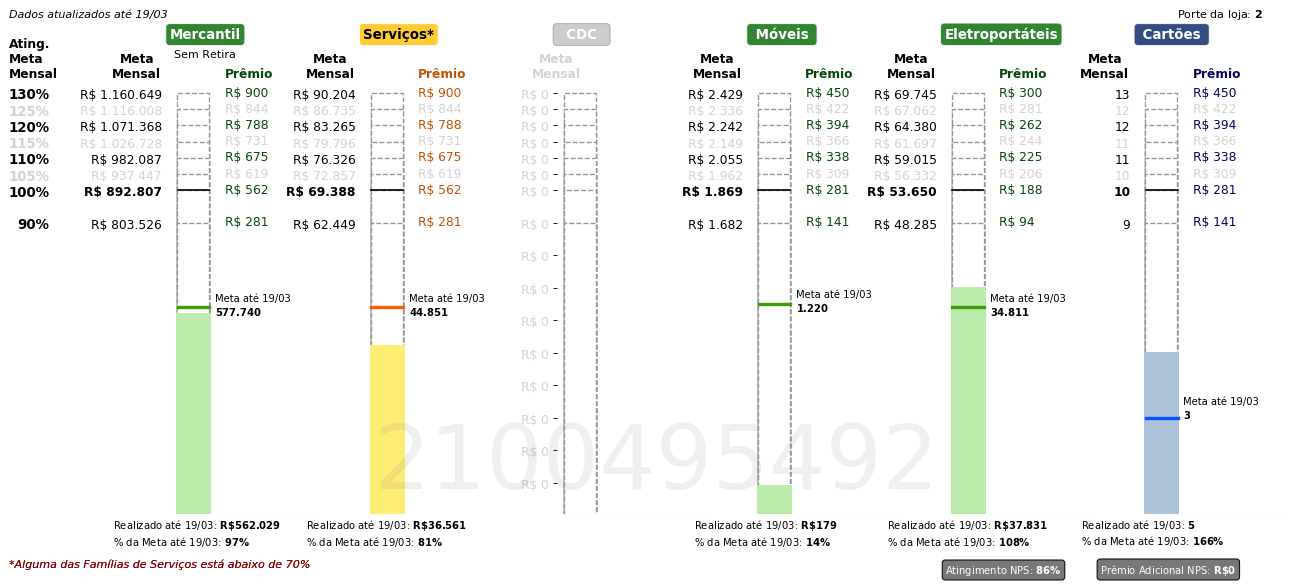 Dados atualizados até 19/03
Porte da loja: 2
Mercantil Serviços* CDC Móveis Eletroportáteis Cartões
Sem Retira
Ating. Meta Mensal
Meta Mensal Prêmio Meta Mensal Prêmio Meta Mensal Meta Mensal Prêmio Meta Mensal Prêmio Meta Mensal Prêmio
130% R$ 1.160.649 R$ 900 R$ 90.204 R$ 900 R$ 0 R$ 2.429 R$ 450 R$ 69.745 R$ 300 13 R$ 450
125% R$ 1.116.008 R$ 844 R$ 86.735 R$ 844 R$ 0 R$ 2.336 R$ 422 R$ 67.062 R$ 281 12 R$ 422
120% R$ 1.071.368 R$ 788 R$ 83.265 R$ 788 R$ 0 R$ 2.242 R$ 394 R$ 64.380 R$ 262 12 R$ 394
115% R$ 1.026.728 R$ 731 R$ 79.796 R$ 731 R$ 0 R$ 2.149 R$ 366 R$ 61.697 R$ 244 11 R$ 366
110% R$ 982.087 R$ 675 R$ 76.326 R$ 675 R$ 0 R$ 2.055 R$ 338 R$ 59.015 R$ 225 11 R$ 338
105% R$ 937.447 R$ 619 R$ 72.857 R$ 619 R$ 0 R$ 1.962 R$ 309 R$ 56.332 R$ 206 10 R$ 309
100% R$ 892.807 R$ 562 R$ 69.388 R$ 562 R$ 0 R$ 1.869 R$ 281 R$ 53.650 R$ 188 10 R$ 281
90% R$ 803.526 R$ 281 R$ 62.449 R$ 281 R$ 0 R$ 1.682 R$ 141 R$ 48.285 R$ 94 9 R$ 141
R$ 0
R$ 0
R$ 0
R$ 0
R$ 0
R$ 0
R$ 0
R$ 0
Meta até 19/03
577.740
Meta até 19/03
44.851
Meta até 19/03
1.220
Meta até 19/03
34.811
Meta até 19/03
3
2100495492
Realizado até 19/03: R$562.029
% da Meta até 19/03: 97%
Realizado até 19/03: R$36.561
% da Meta até 19/03: 81%
Realizado até 19/03: R$179
% da Meta até 19/03: 14%
Realizado até 19/03: R$37.831
% da Meta até 19/03: 108%
Realizado até 19/03: 5
% da Meta até 19/03: 166%
*Alguma das Famílias de Serviços está abaixo de 70%
Atingimento NPS: 86%
Prêmio Adicional NPS: R$0